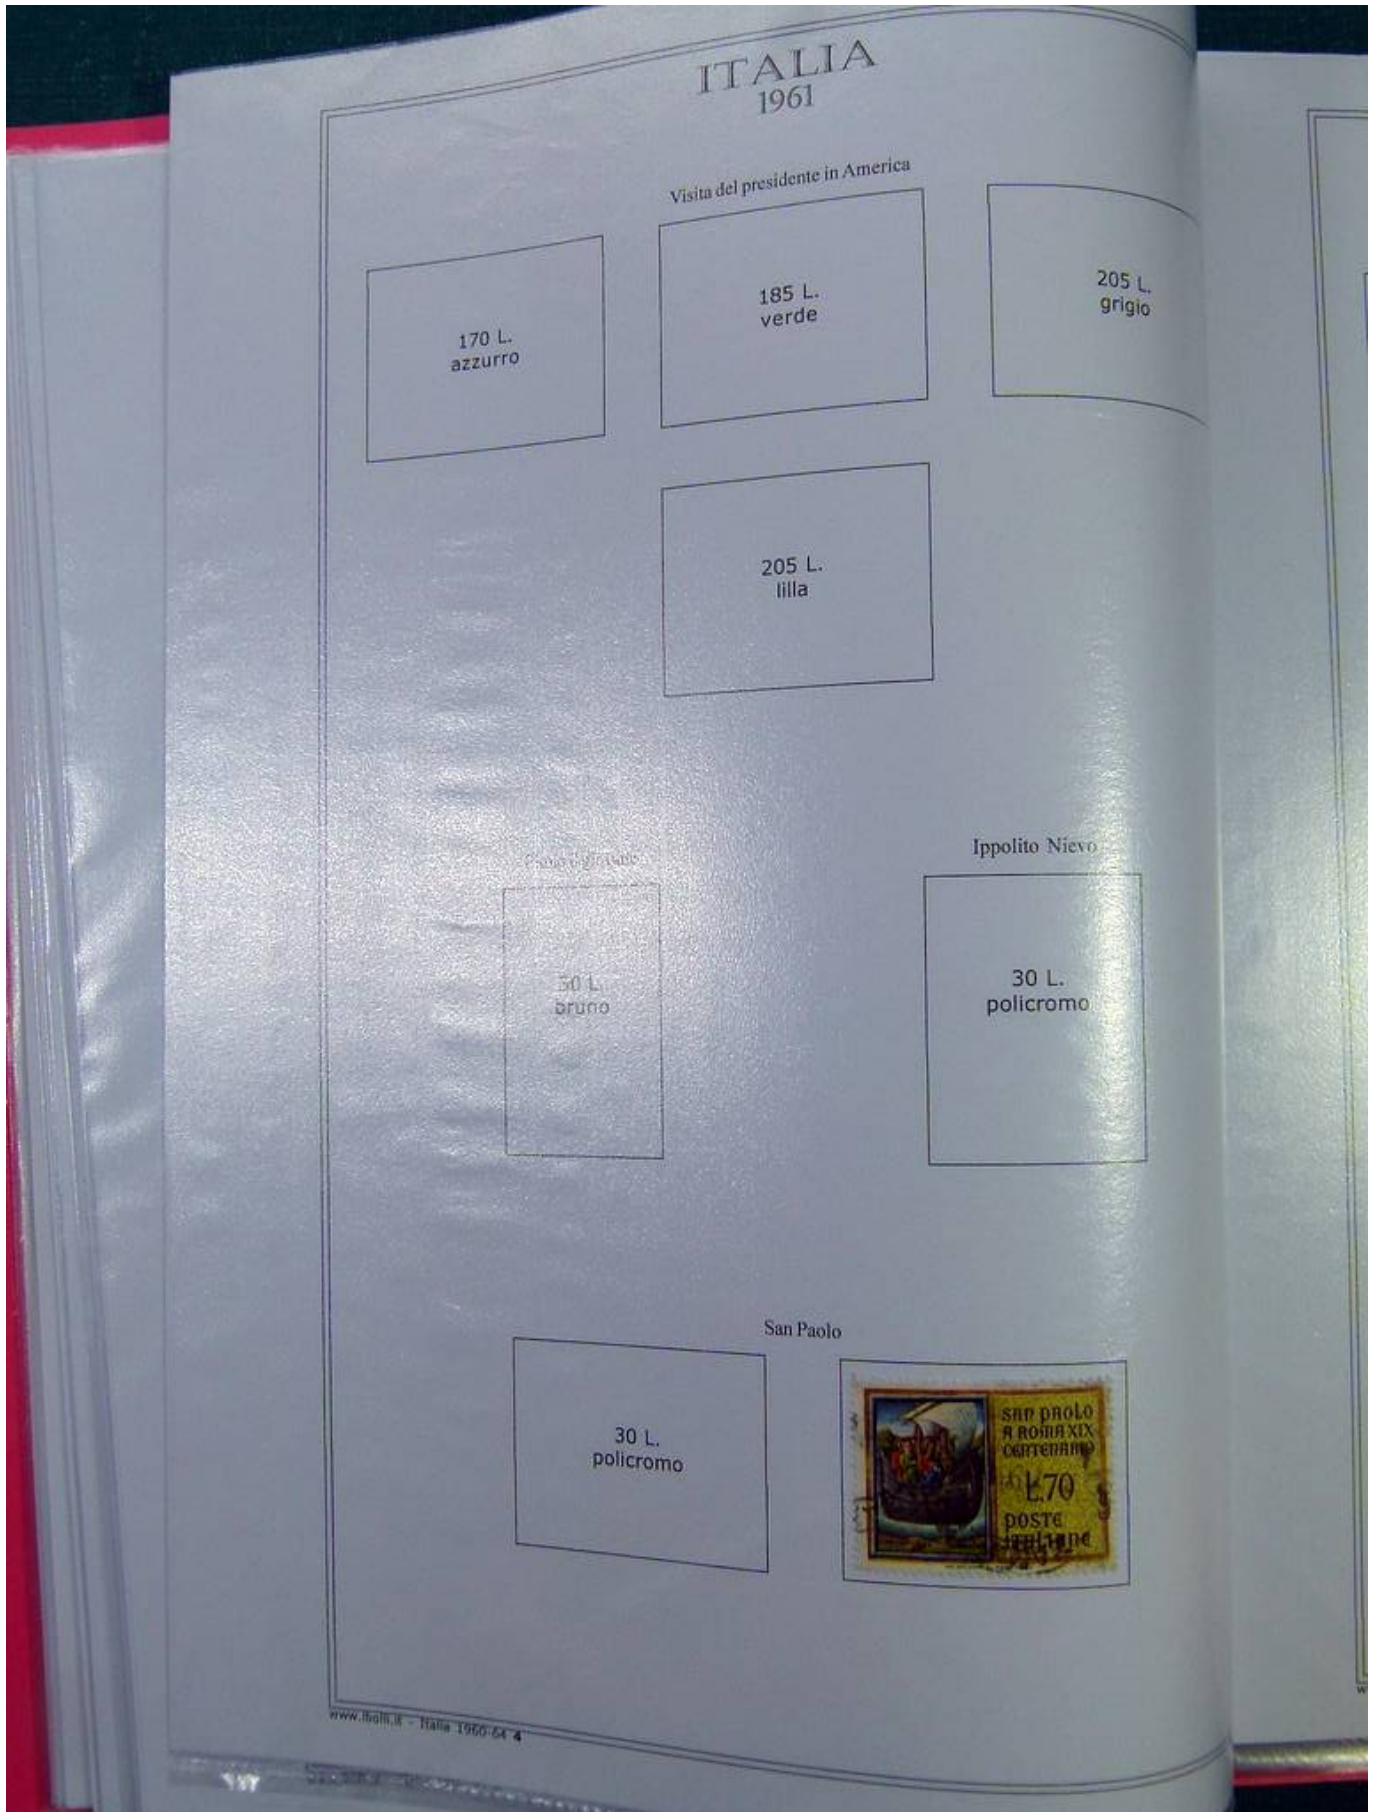 ITALIA
1961
Visita del presidente in America
170 L.
azzurro
185 L.
verde
205 L.
grigio
205 L.
lilla
Ippolito Nievo
30 L.
bruno
30 L.
policromo
San Paolo
30 L.
policromo
SAN PAOLO
A ROMA XIX
CENTENARIO
L.70
POSTE
ITALIANE
www.ibolli.it - Italia 1960-64 4